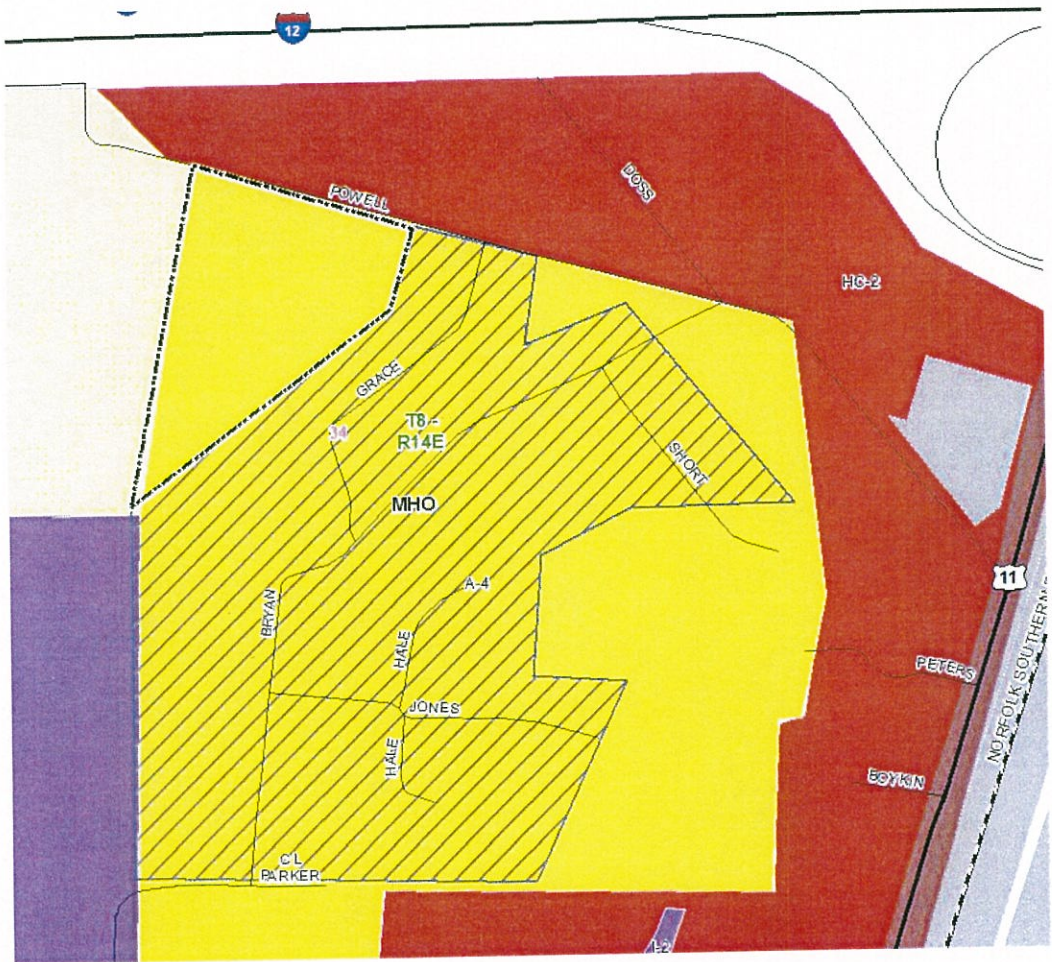 12
POWELL
DOSS
HC-2
GRACE
34
T8 -
R14E
SHORT
MHO
11
A-4
BRYAN
HALE
NORFOLK SOUTHERN
PETERS
JONES
HALE
BOYKIN
CL
PARKER
I-2